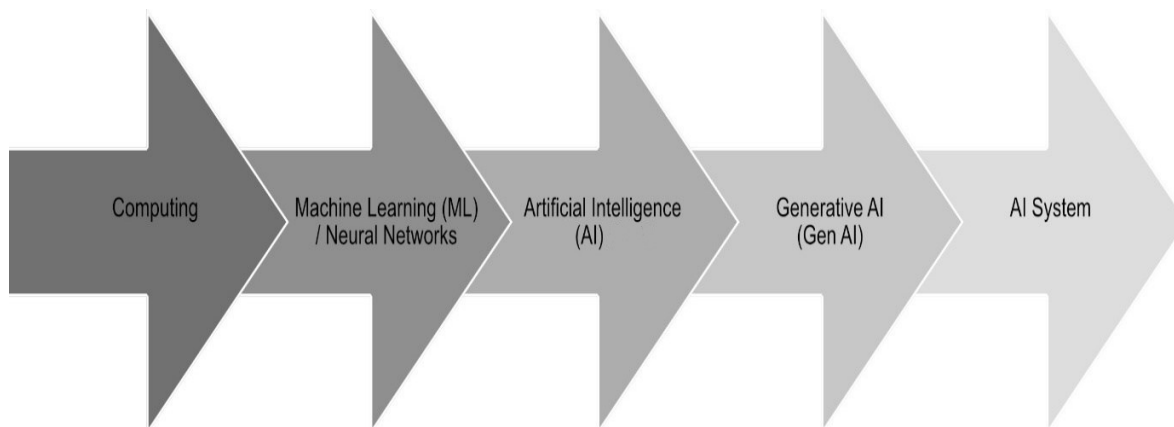 Computing
Machine Learning (ML)
/ Neural Networks
Artificial Intelligence
(AI)
Generative AI
(Gen AI)
AI System